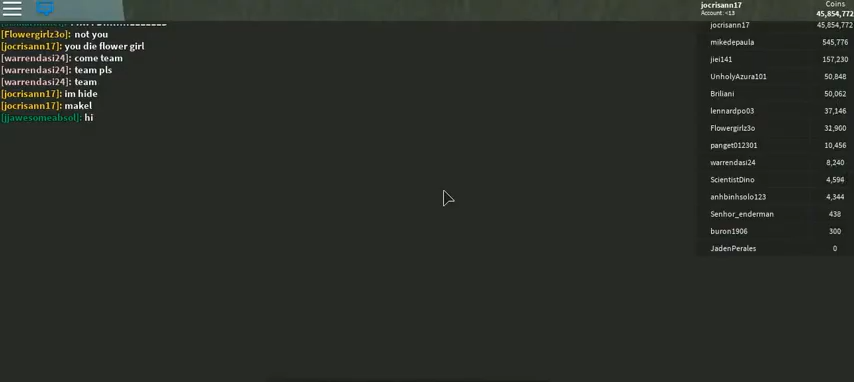 jocrisann17
Account: <13
Coins
45,854,772
[Flowergirlz3o]: not you
[jocrisann17]: you die flower girl
[warrendasi24]: come team
[warrendasi24]: team pls
[warrendasi24]: team
[jocrisann17]: im hide
[jocrisann17]: makel
[jjawesomeabsol]: hi
jocrisann17 45,854,772
mikedepaula 545,776
jiei141 157,230
UnholyAzura101 50,848
Briliani 50,062
lennardpo03 37,146
Flowergirlz3o 31,900
panget012301 10,456
warrendasi24 8,240
ScientistDino 4,594
anhbinhsolo123 4,344
Senhor_enderman 438
buron1906 300
JadenPerales 0